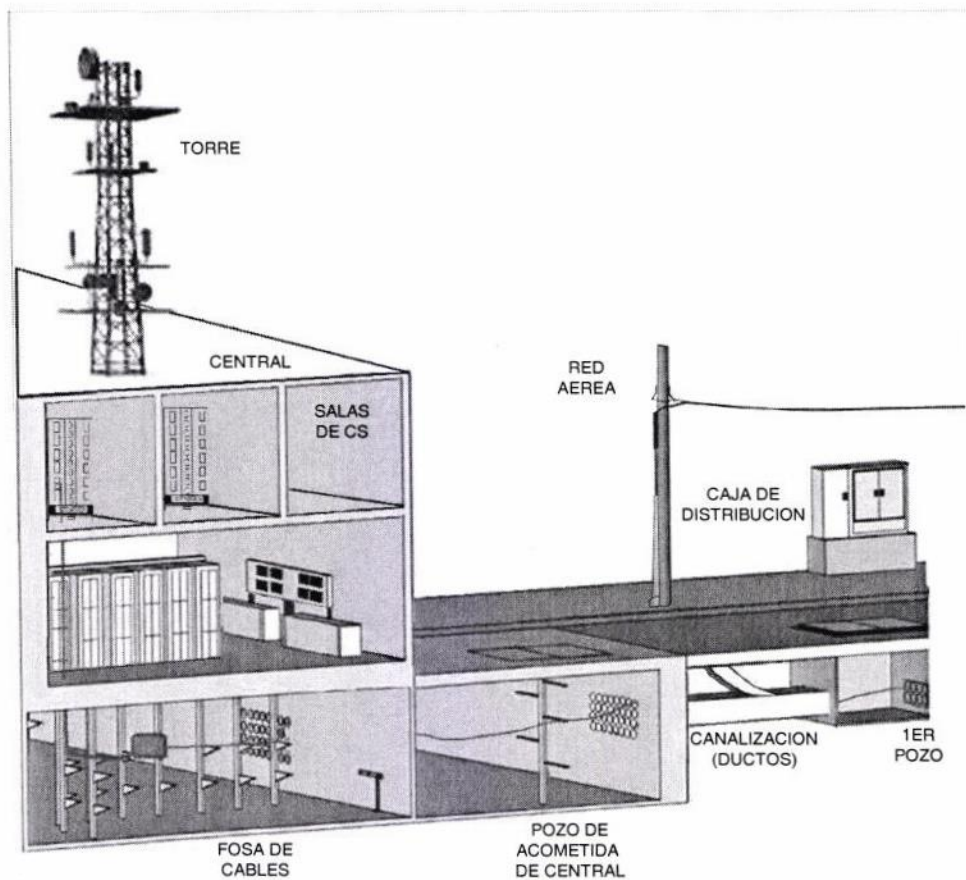 TORRE
CENTRAL
SALAS
DE CS
RED
AEREA
CAJA DE
DISTRIBUCION
CANALIZACION
(DUCTOS)
1ER
POZO
FOSA DE
CABLES
POZO DE
ACOMETIDA
DE CENTRAL